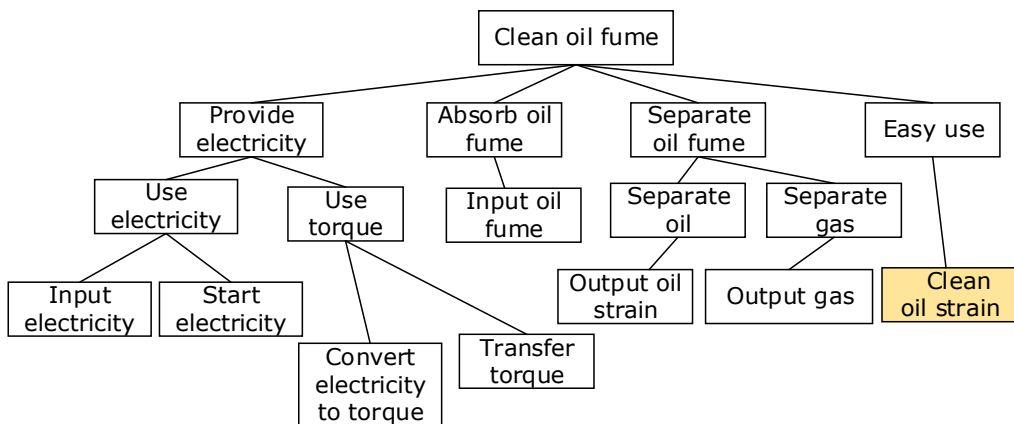 Clean oil fume
Provide
electricity
Absorb oil
fume
Separate
oil fume
Easy use
Use
electricity
Use
torque
Input oil
fume
Separate
oil
Separate
gas
Input
electricity
Start
electricity
Convert
electricity
to torque
Transfer
torque
Output oil
strain
Output gas
Clean
oil strain